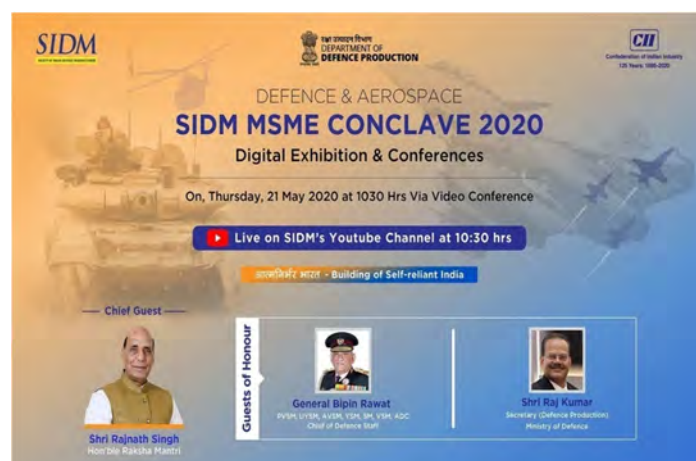 SIDM
रक्षा उत्पादन विभाग
DEPARTMENT OF
DEFENCE PRODUCTION
CII
Confederation of Indian Industry
125 Years: 1895-2020
DEFENCE & AEROSPACE
SIDM MSME CONCLAVE 2020
Digital Exhibition & Conferences
On, Thursday, 21 May 2020 at 1030 Hrs Via Video Conference
Live on SIDM's Youtube Channel at 10:30 hrs
आत्मनिर्भर भारत - Building of Self-reliant India
Chief Guest
Shri Rajnath Singh
Hon'ble Raksha Mantri
Guests of Honour
General Bipin Rawat
PVSM, UYSM, AVSM, YSM, SM, VSM, ADC
Chief of Defence Staff
Shri Raj Kumar
Secretary (Defence Production)
Ministry of Defence